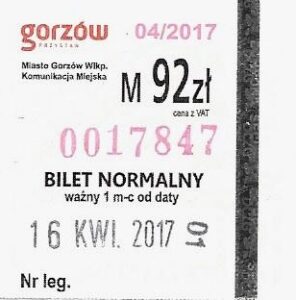 gorzów 04/2017
PRZYSTAŃ
Miasto Gorzów Wlkp.
Komunikacja Miejska
M 92zł
cena z VAT
0017847
BILET NORMALNY
ważny 1 m-c od daty
16 KWI. 2017 01
Nr leg.